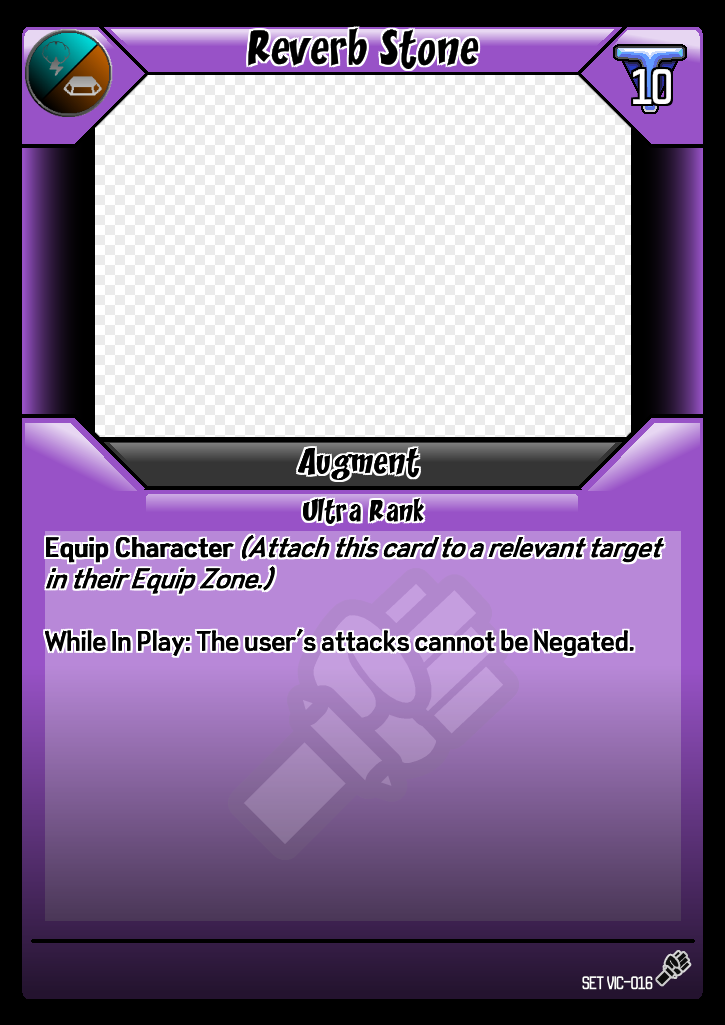 Reverb Stone
10
Augment
Ultra Rank
Equip Character (Attach this card to a relevant target
in their Equip Zone.)
While In Play: The user's attacks cannot be Negated.
SET VIC-016